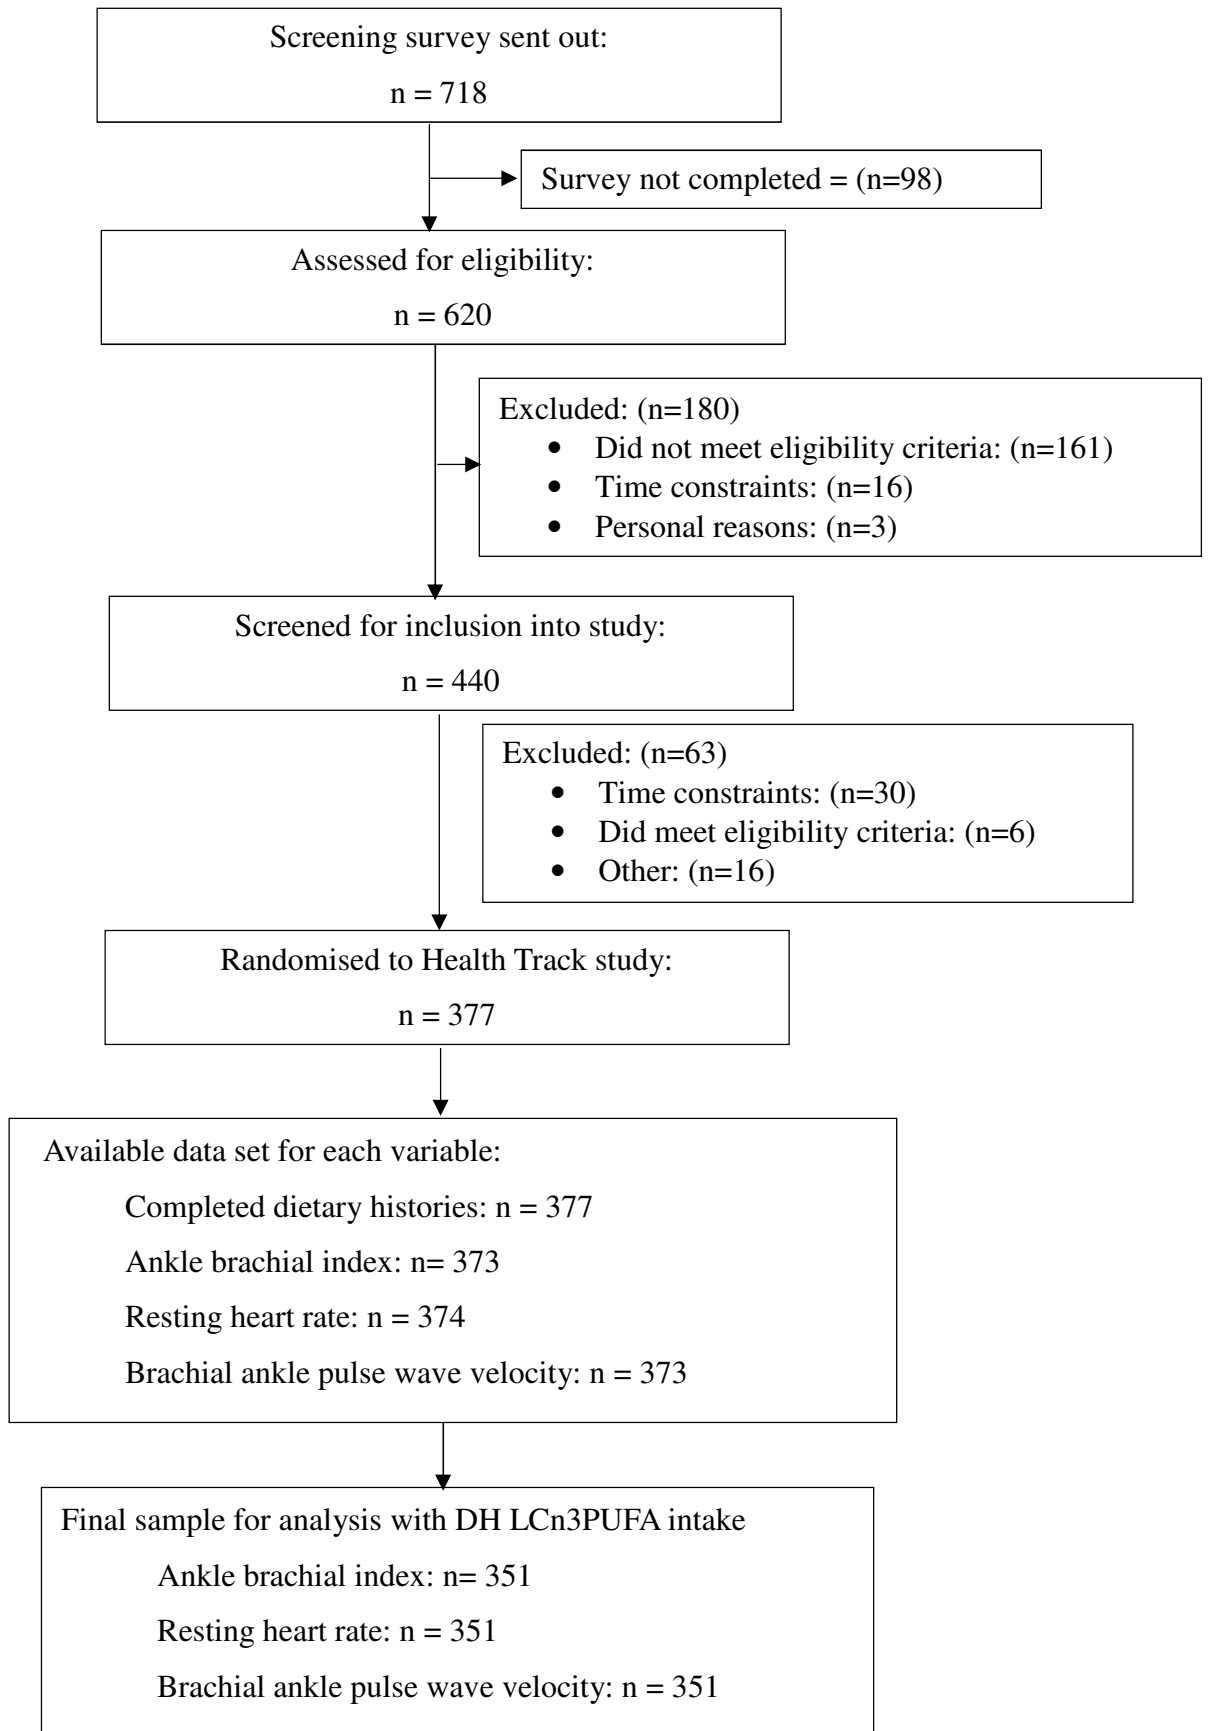 Screening survey sent out:
n = 718
Survey not completed = (n=98)
Assessed for eligibility:
n = 620
Excluded: (n=180)
• Did not meet eligibility criteria: (n=161)
• Time constraints: (n=16)
• Personal reasons: (n=3)
Screened for inclusion into study:
n = 440
Excluded: (n=63)
• Time constraints: (n=30)
• Did meet eligibility criteria: (n=6)
• Other: (n=16)
Randomised to Health Track study:
n = 377
Available data set for each variable:
Completed dietary histories: n = 377
Ankle brachial index: n= 373
Resting heart rate: n = 374
Brachial ankle pulse wave velocity: n = 373
Final sample for analysis with DH LCn3PUFA intake
Ankle brachial index: n= 351
Resting heart rate: n = 351
Brachial ankle pulse wave velocity: n = 351